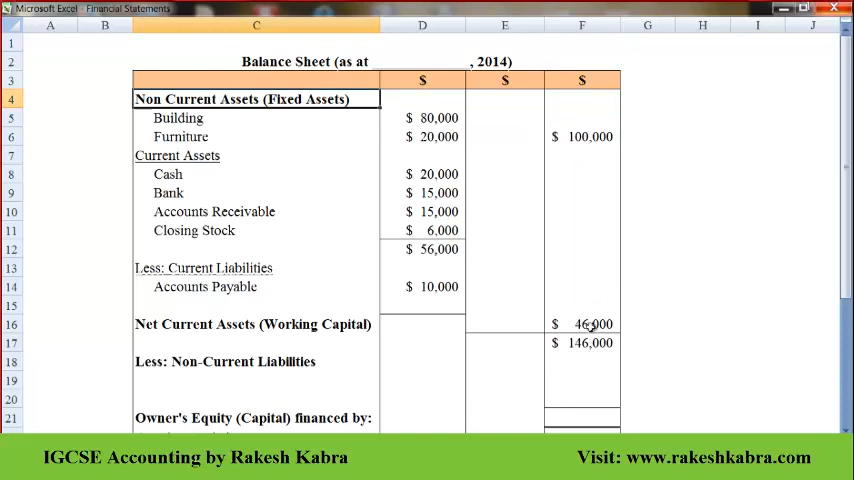 Microsoft Excel - Financial Statements
A B C D E F G H I J
1
2 Balance Sheet (as at ____________ , 2014)
3 $ $ $
4 Non Current Assets (Fixed Assets)
5 Building $ 80,000
6 Furniture $ 20,000 $ 100,000
7 Current Assets
8 Cash $ 20,000
9 Bank $ 15,000
10 Accounts Receivable $ 15,000
11 Closing Stock $ 6,000
12 $ 56,000
13 Less: Current Liabilities
14 Accounts Payable $ 10,000
15
16 Net Current Assets (Working Capital) $ 46,000
17 $ 146,000
18 Less: Non-Current Liabilities
19
20
21 Owner's Equity (Capital) financed by:
IGCSE Accounting by Rakesh Kabra Visit: www.rakeshkabra.com